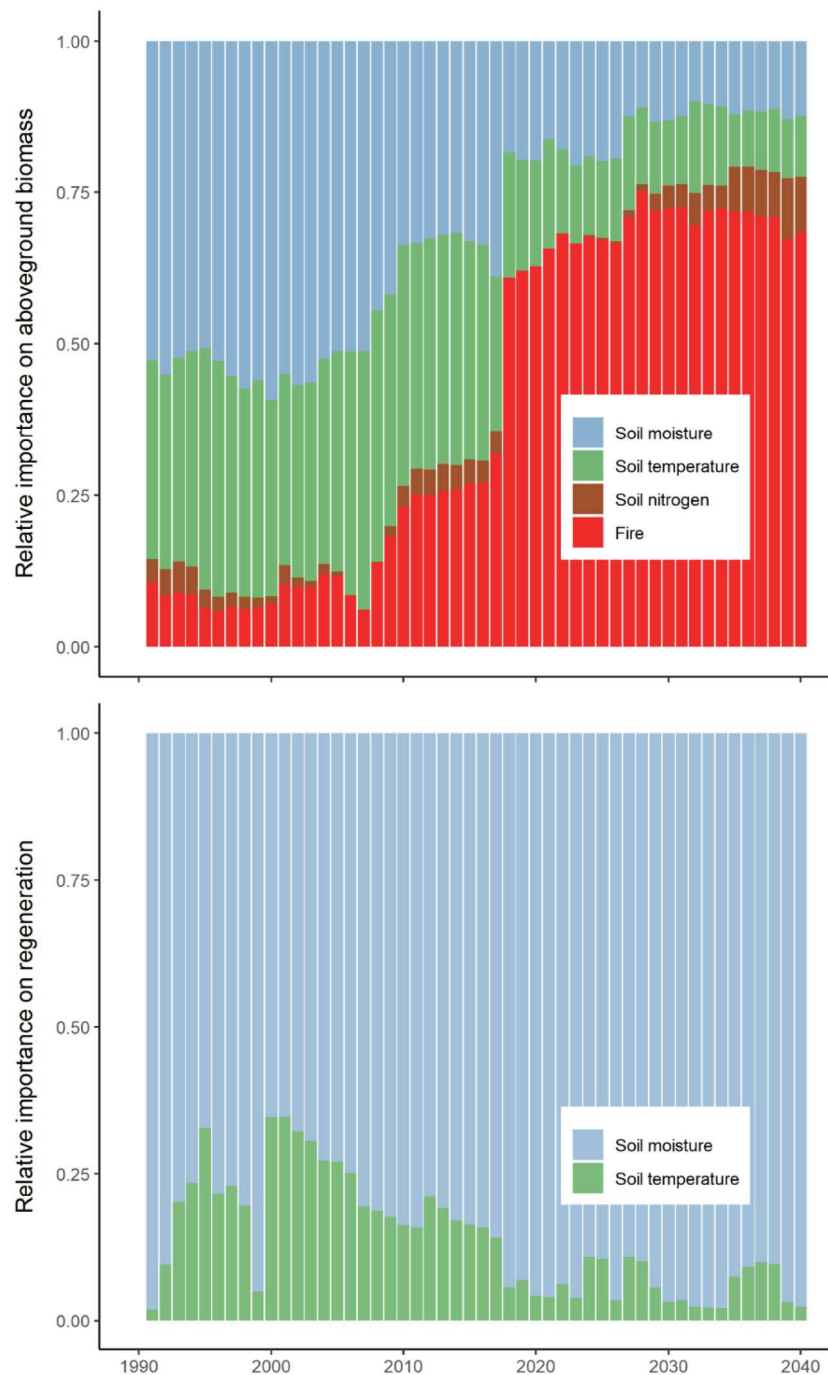 Relative importance on aboveground biomass
1.00
0.75
0.50
0.25
0.00
Soil moisture
Soil temperature
Soil nitrogen
Fire
Relative importance on regeneration
1.00
0.75
0.50
0.25
0.00
Soil moisture
Soil temperature
1990
2000
2010
2020
2030
2040